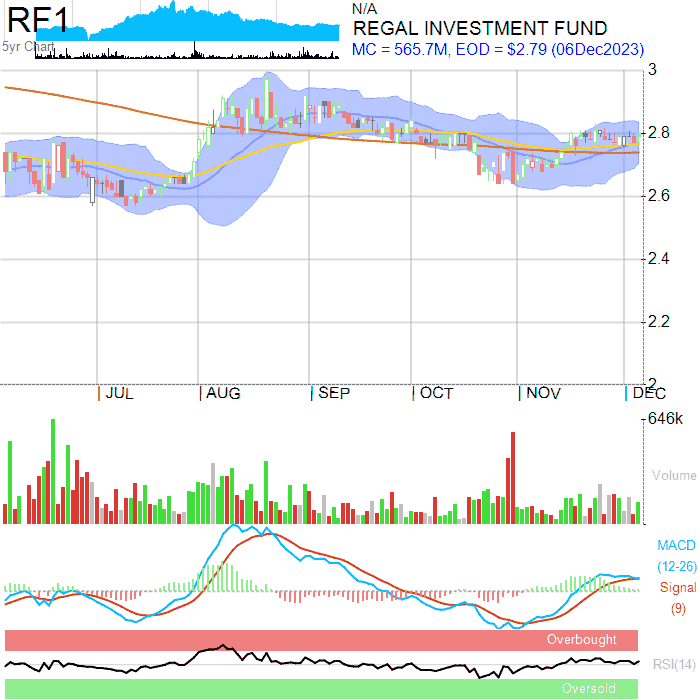 RF1
5yr Chart
N/A
REGAL INVESTMENT FUND
MC = 565.7M, EOD = $2.79 (06Dec2023)
3
2.8
2.6
2.4
2.2
2
JUL AUG SEP OCT NOV DEC
646k
Volume
MACD
(12-26)
Signal
(9)
Overbought
RSI(14)
Oversold